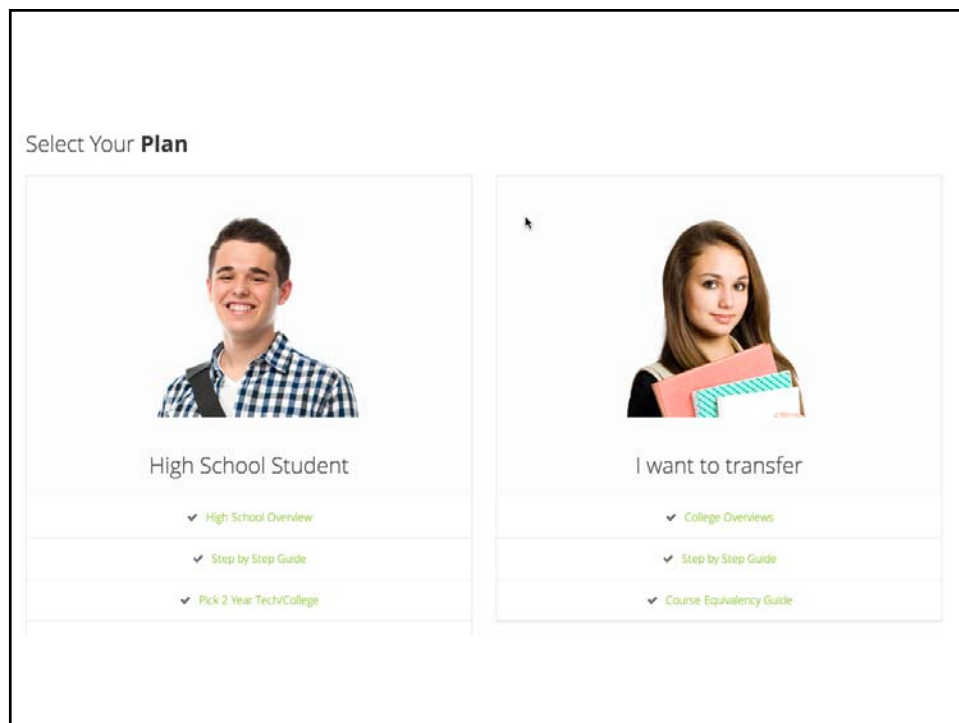 Select Your Plan
High School Student
High School Overview
Step by Step Guide
Pick 2 Year Tech/College
I want to transfer
College Overviews
Step by Step Guide
Course Equivalency Guide